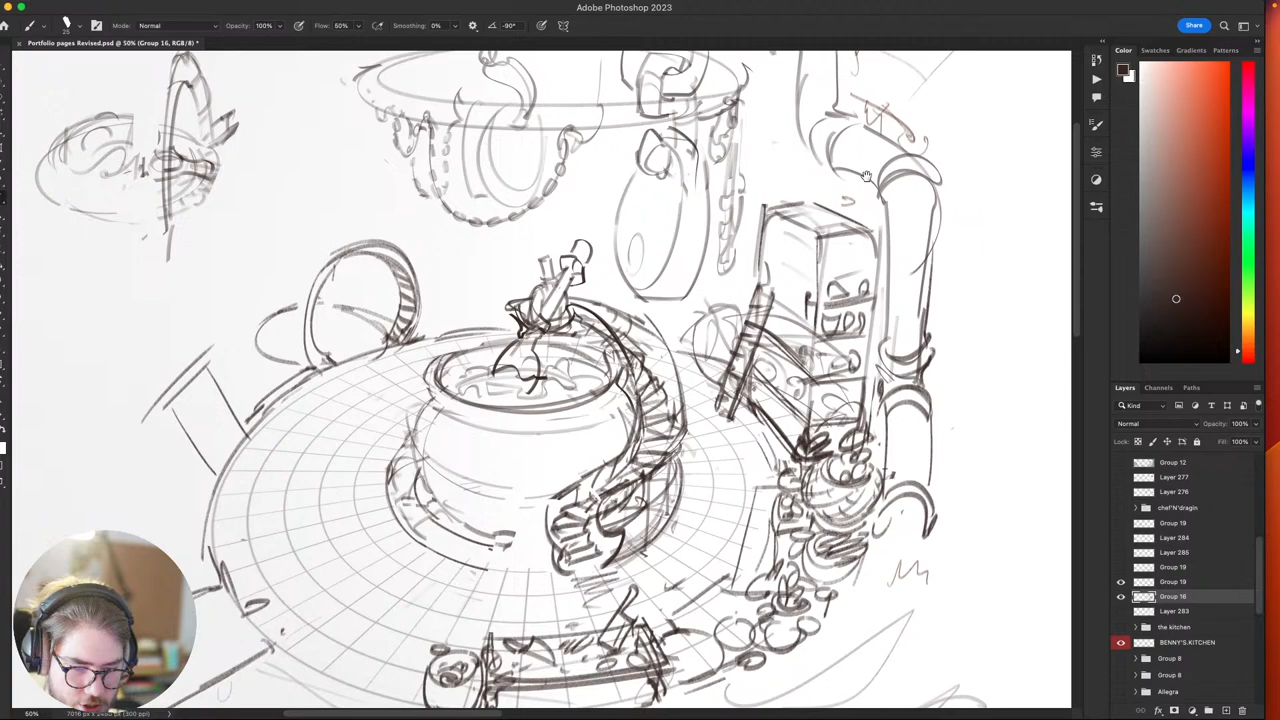 Adobe Photoshop 2023
Mode: Normal Opacity: 100% Flow: 50% Smoothing: 0% -90°
25
Share
× Portfolio pages Revised.psd @ 50% (Group 16, RGB/8) *
Color Swatches Gradients Patterns
Layers Channels Paths
Kind
Normal Opacity: 100%
Lock: Fill: 100%
Group 12
Layer 277
Layer 276
chef'N'dragin
Group 19
Layer 284
Layer 285
Group 19
Group 19
Group 16
Layer 283
the kitchen
BENNY'S.KITCHEN
Group 8
Group 8
Allegra
50%